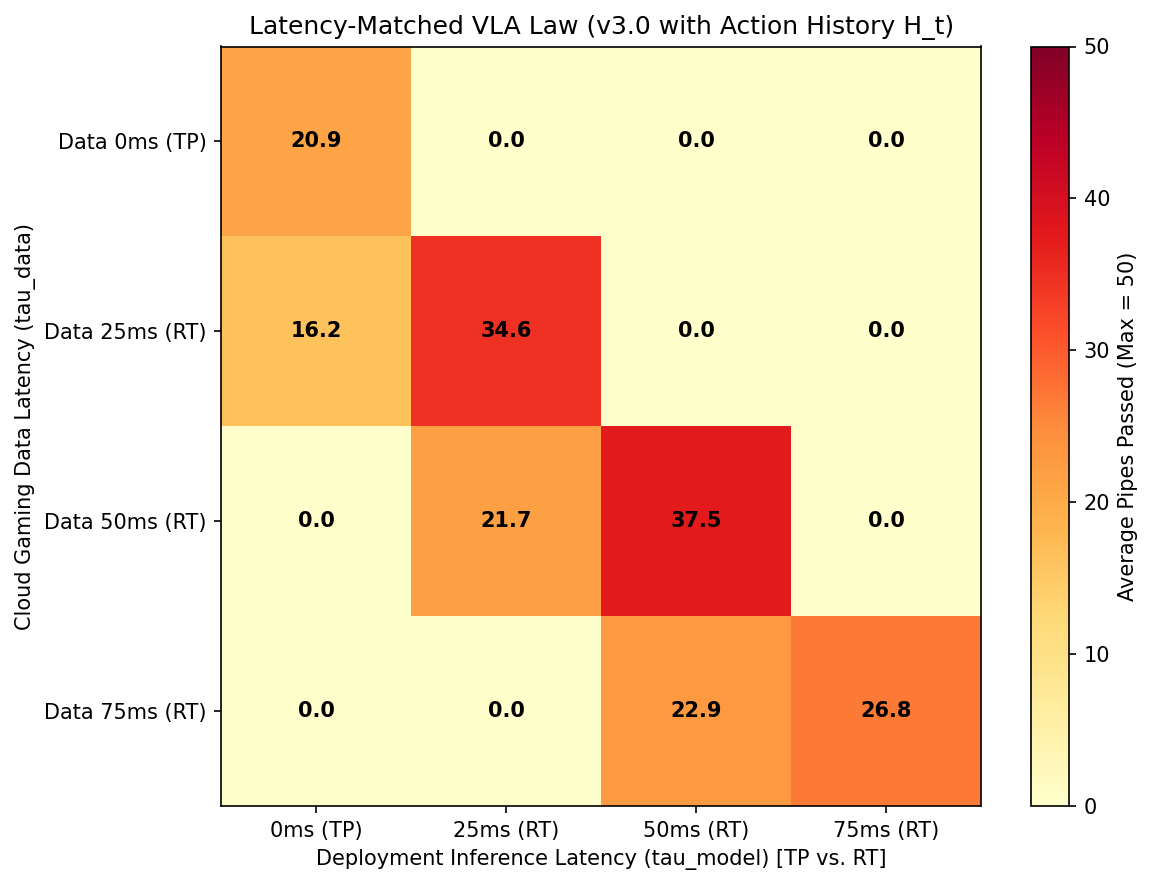 Latency-Matched VLA Law (v3.0 with Action History H_t)
Cloud Gaming Data Latency (tau_data)
Data 0ms (TP)
20.9 0.0 0.0 0.0
Data 25ms (RT)
16.2 34.6 0.0 0.0
Data 50ms (RT)
0.0 21.7 37.5 0.0
Data 75ms (RT)
0.0 0.0 22.9 26.8
0ms (TP) 25ms (RT) 50ms (RT) 75ms (RT)
Deployment Inference Latency (tau_model) [TP vs. RT]
50
40
30
20
10
0
Average Pipes Passed (Max = 50)